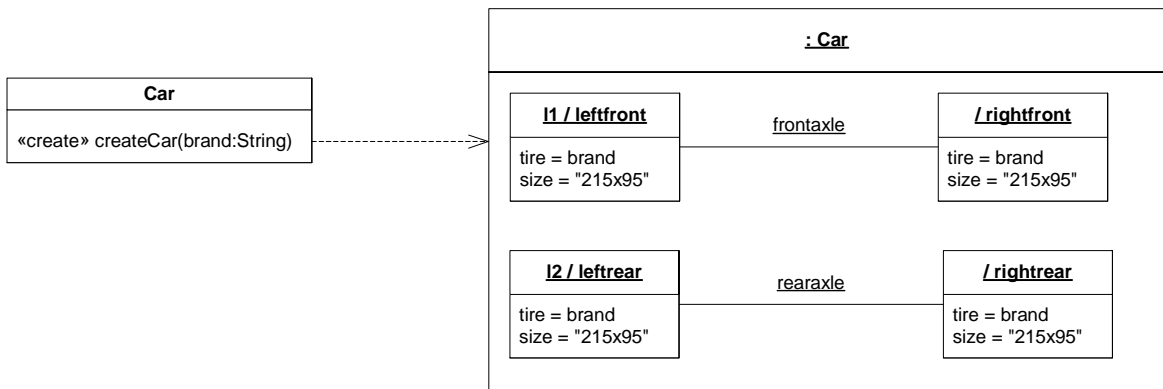 : Car
Car
«create» createCar(brand:String)
l1 / leftfront
frontaxle
/ rightfront
tire = brand
size = "215x95"
tire = brand
size = "215x95"
l2 / leftrear
rearaxle
/ rightrear
tire = brand
size = "215x95"
tire = brand
size = "215x95"